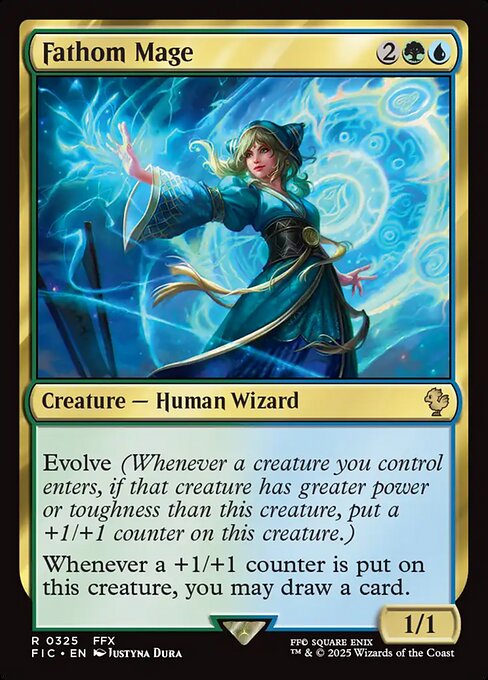 Fathom Mage 2
Creature — Human Wizard
Evolve (Whenever a creature you control
enters, if that creature has greater power
or toughness than this creature, put a
+1/+1 counter on this creature.)
Whenever a +1/+1 counter is put on
this creature, you may draw a card.
1/1
R 0325 FFX
FIC • EN Justyna Dura
FF© SQUARE ENIX
™ & © 2025 Wizards of the Coast